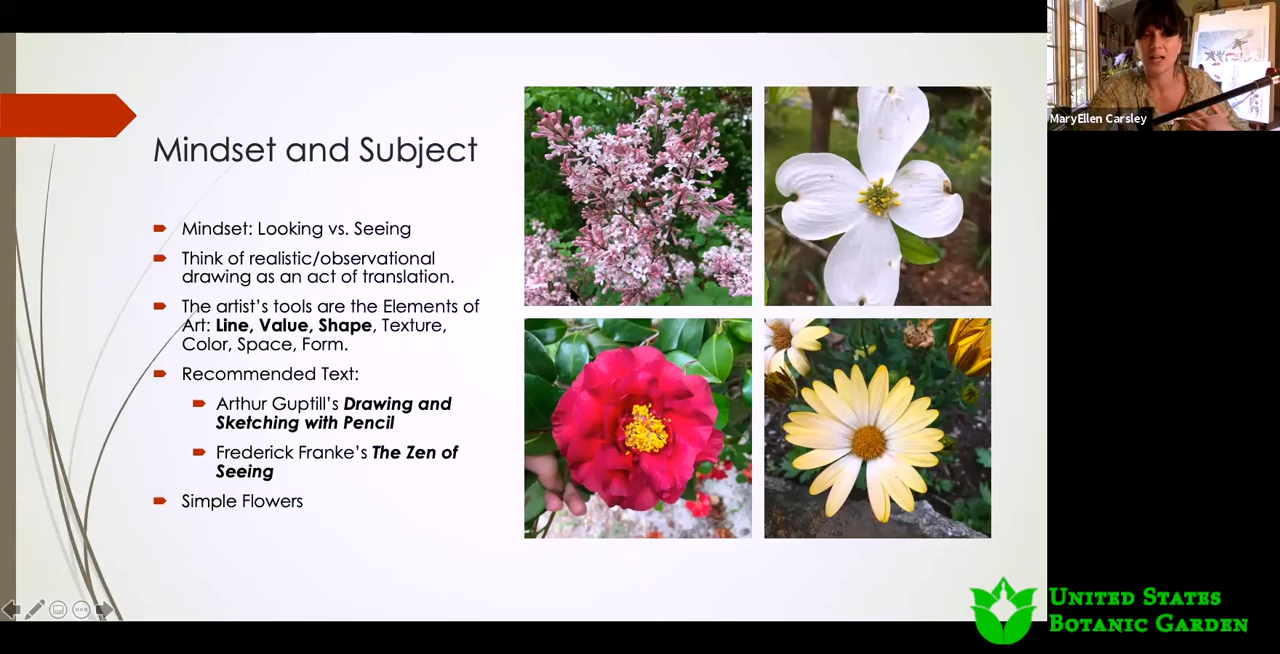 Mindset and Subject
Mindset: Looking vs. Seeing
Think of realistic/observational
drawing as an act of translation.
The artist's tools are the Elements of
Art: Line, Value, Shape, Texture,
Color, Space, Form.
Recommended Text:
Arthur Guptill's Drawing and
Sketching with Pencil
Frederick Franke's The Zen of
Seeing
Simple Flowers
MaryEllen Carsley
United States
Botanic Garden